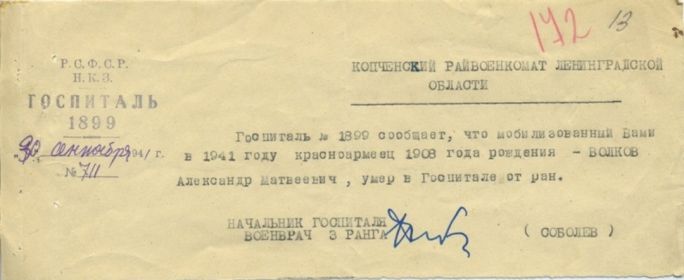 172 13
Р.С.Ф.С.Р.
Н.К.З.
ГОСПИТАЛЬ
1899
"30" сентября 1941 г.
№ 711
КОПЧЕНСКИЙ РАЙВОЕНКОМАТ ЛЕНИНГРАДСКОЙ
ОБЛАСТИ
Госпиталь № 1899 сообщает, что мобилизованный Вами
в 1941 году красноармеец 1908 года рождения - ВОЛКОВ
Александр Матвеевич , умер в Госпитале от ран.
НАЧАЛЬНИК ГОСПИТАЛЯ
ВОЕНВРАЧ 3 РАНГА ( СОБОЛЕВ )